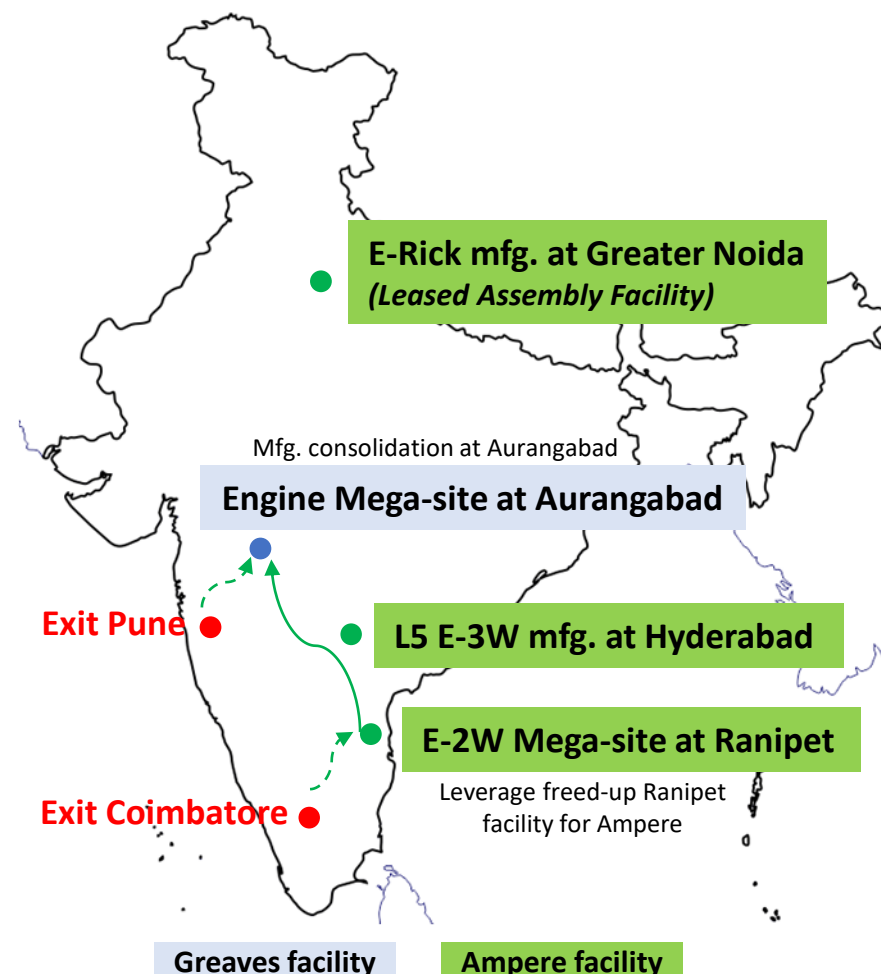 E-Rick mfg. at Greater Noida
(Leased Assembly Facility)
Mfg. consolidation at Aurangabad
Engine Mega-site at Aurangabad
Exit Pune
L5 E-3W mfg. at Hyderabad
E-2W Mega-site at Ranipet
Leverage freed-up Ranipet
facility for Ampere
Exit Coimbatore
Greaves facility
Ampere facility